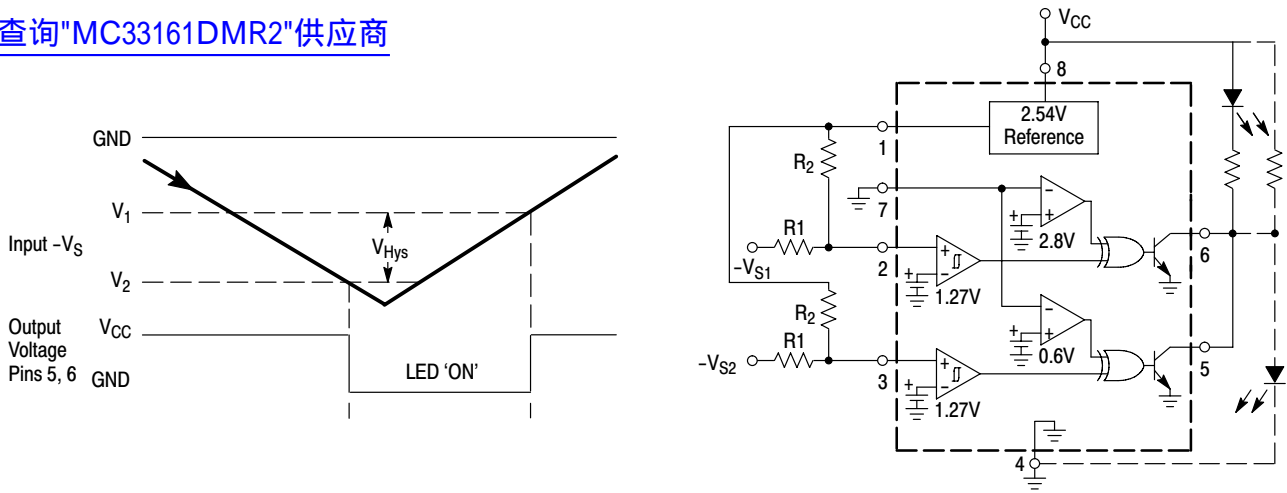 查询"MC33161DMR2"供应商
GND
V1
Input –VS
VHys
V2
Output
Voltage
Pins 5, 6
VCC
GND
LED ‘ON’
VCC
8
2.54V
Reference
1
R2
7
–
+
+
2.8V
R1
–VS1
2
+
–
+
1.27V
6
R2
–
+
+
0.6V
R1
–VS2
3
+
–
+
1.27V
5
4